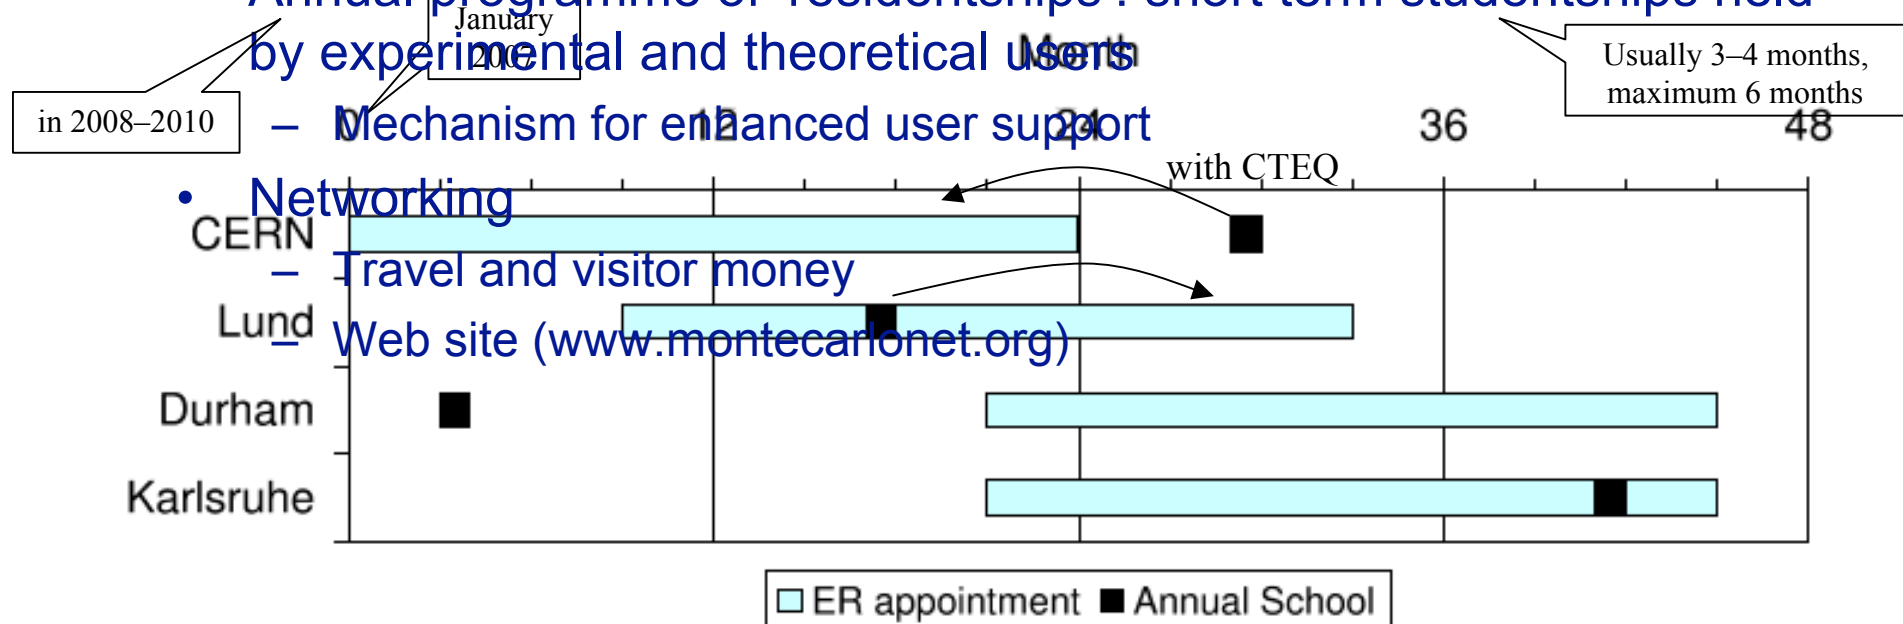 Annual programme of 'residentships': short term studentships held
by experimental and theoretical users
– Mechanism for enhanced user support
• Networking
– Travel and visitor money
– Web site (www.montecarlonet.org)
in 2008–2010
January
2007
Usually 3–4 months,
maximum 6 months
Month
0 12 24 36 48
with CTEQ
CERN
Lund
Durham
Karlsruhe
ER appointment Annual School